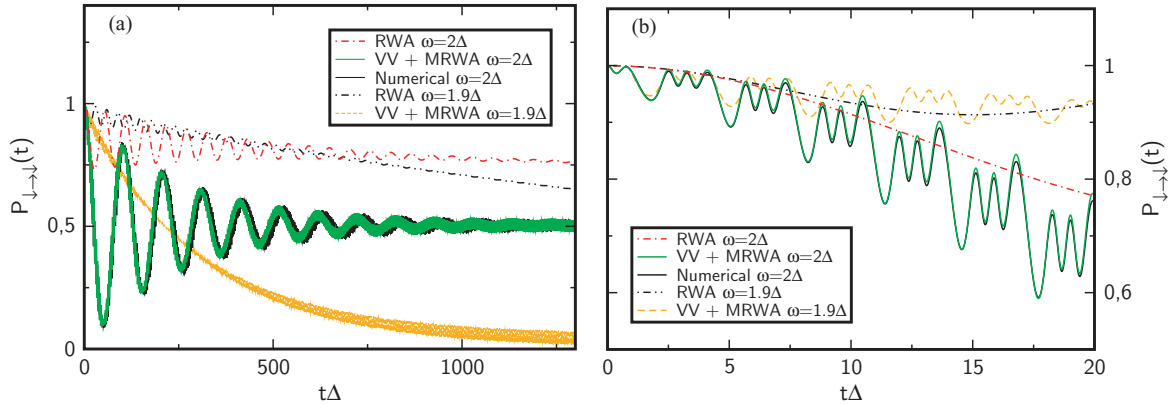 (a)
RWA ω=2Δ
VV + MRWA ω=2Δ
Numerical ω=2Δ
RWA ω=1.9Δ
VV + MRWA ω=1.9Δ
1
0.5
0
P↓→↓(t)
0
500
1000
tΔ
(b)
RWA ω=2Δ
VV + MRWA ω=2Δ
Numerical ω=2Δ
RWA ω=1.9Δ
VV + MRWA ω=1.9Δ
1
0,8
0,6
P↓→↓(t)
0
5
10
15
20
tΔ